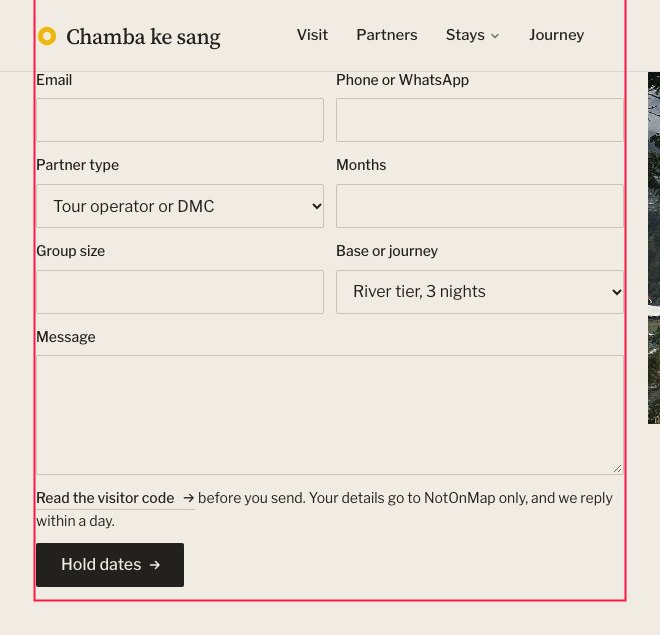 Chamba ke sang
Visit Partners Stays Journey
Email
Phone or WhatsApp
Partner type
Months
Tour operator or DMC
Group size
Base or journey
River tier, 3 nights
Message
Read the visitor code → before you send. Your details go to NotOnMap only, and we reply
within a day.
Hold dates →